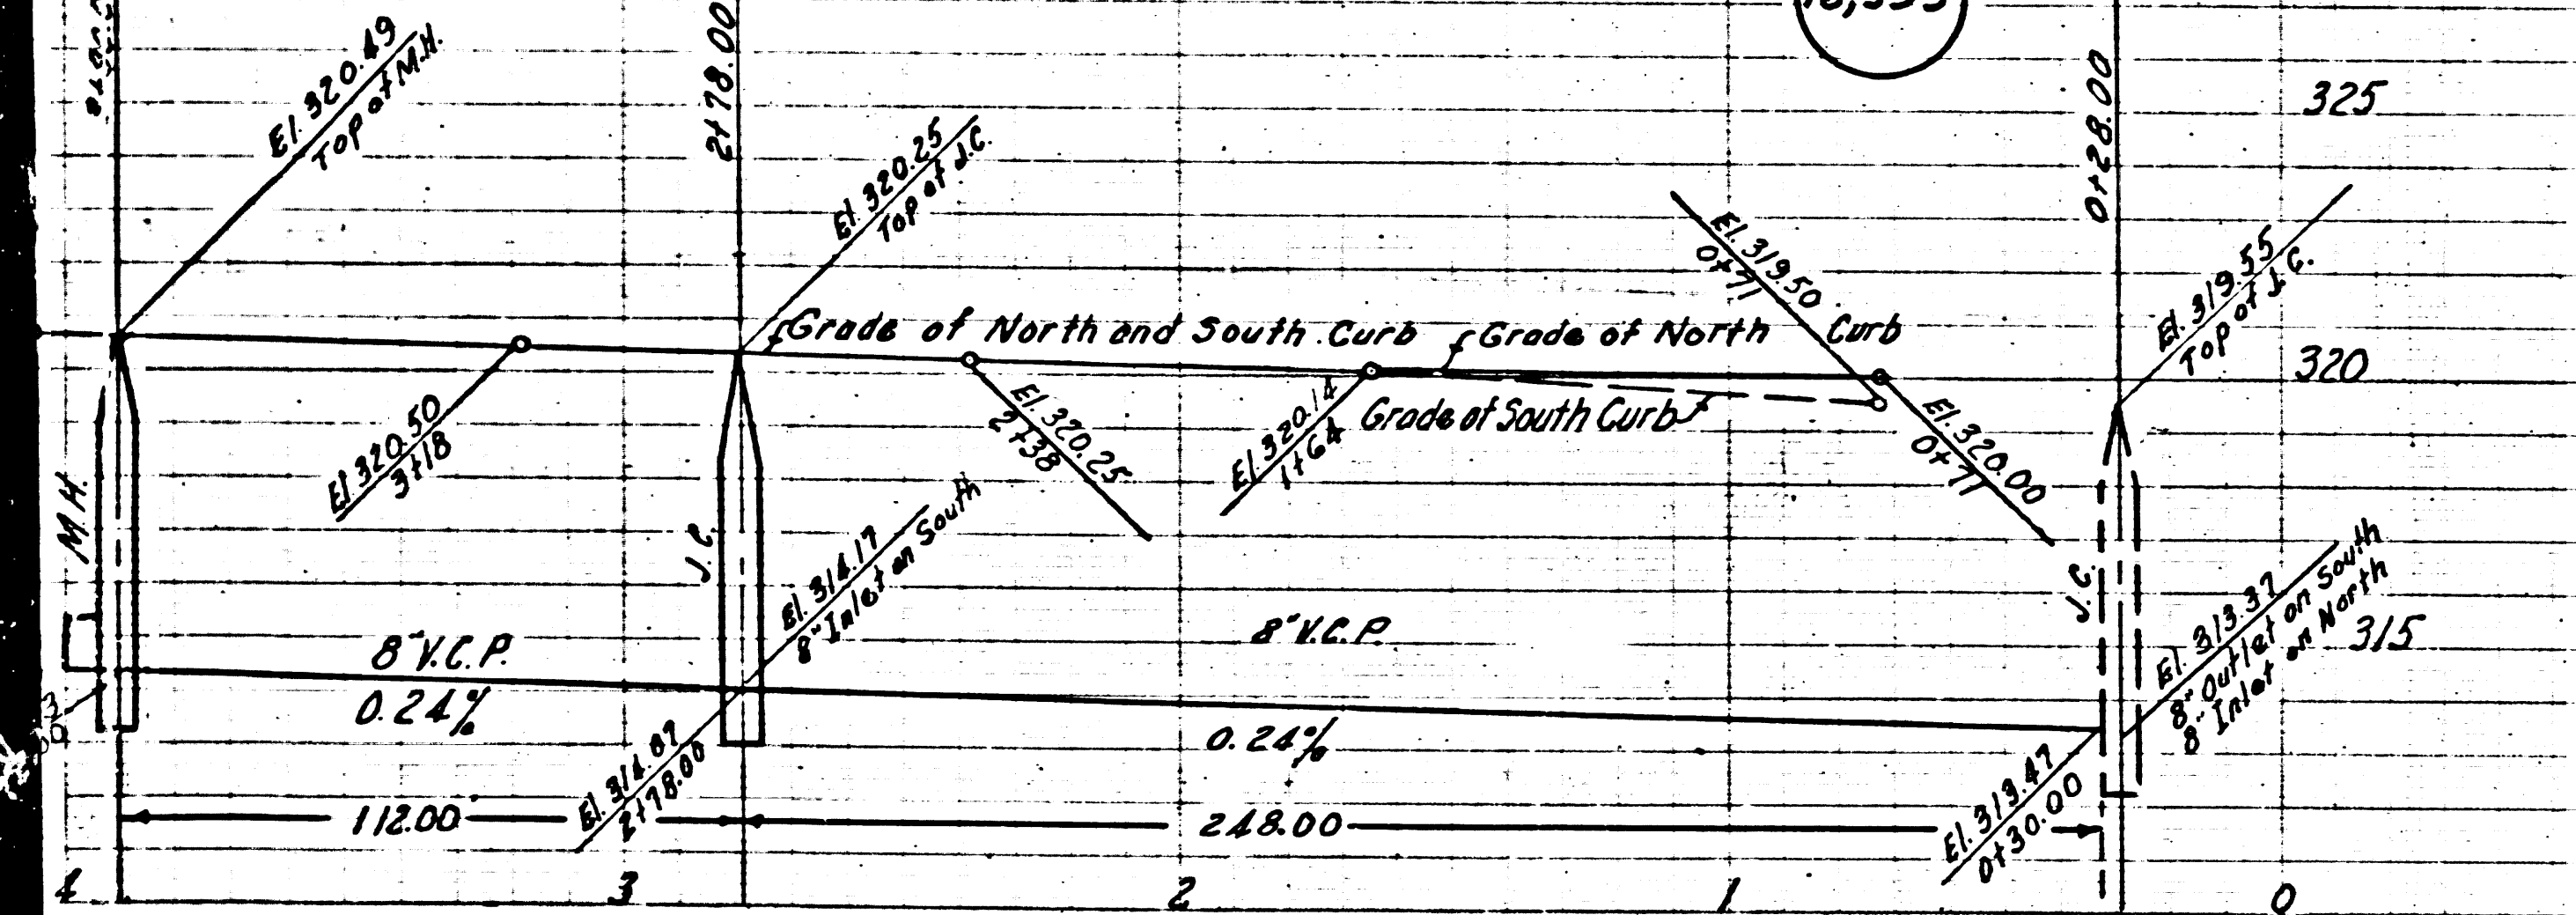 El. 320.49
Top of M.H.
2+78.00
El. 320.25
Top of J.C.
0+28.00
325
El. 319.50
0+71
El. 319.55
Top of J.C.
Grade of North and South Curb
Grade of North Curb
320
El. 320.50
3+18
El. 320.25
2+38
El. 320.14
1+64
Grade of South Curb
El. 320.00
0+71
M.H.
J.C.
El. 314.17
8" Inlet on South
J.C.
El. 313.37
8" Outlet on South
8" Inlet on North
315
8" V.C.P.
0.24%
8" V.C.P.
0.24%
El. 314.07
2+78.00
El. 313.47
0+30.00
112.00
248.00
4 3 2 1 0